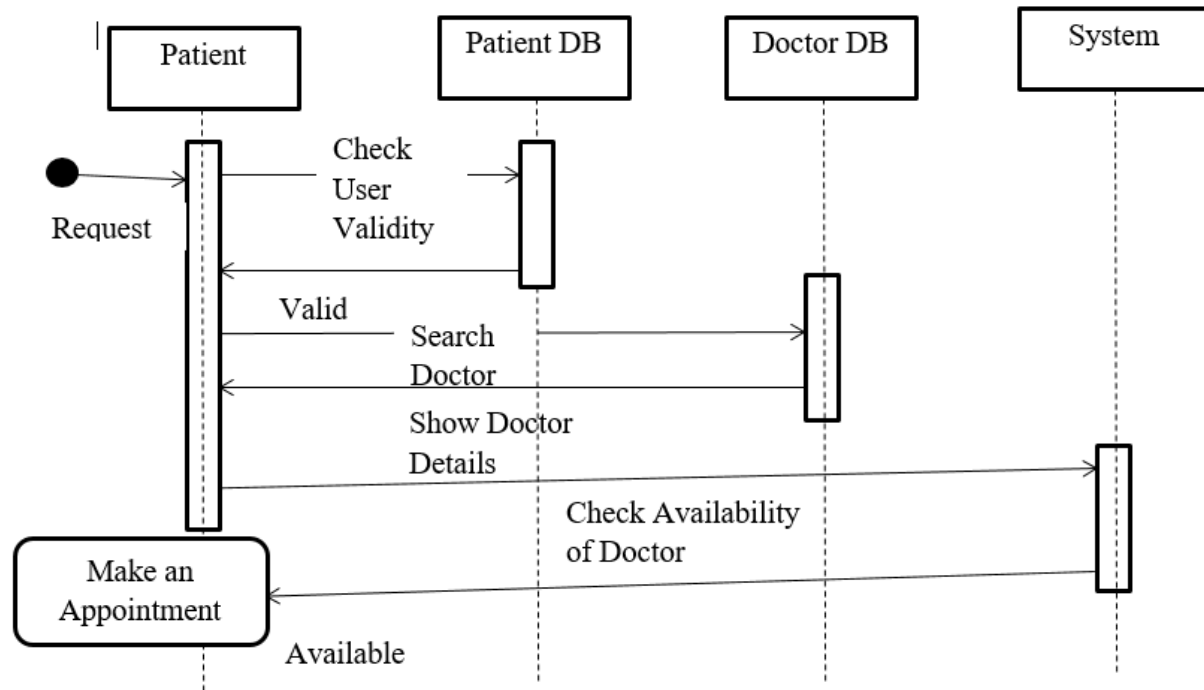 Patient
Patient DB
Doctor DB
System
Check
User
Validity
Request
Valid
Search
Doctor
Show Doctor
Details
Check Availability
of Doctor
Make an
Appointment
Available